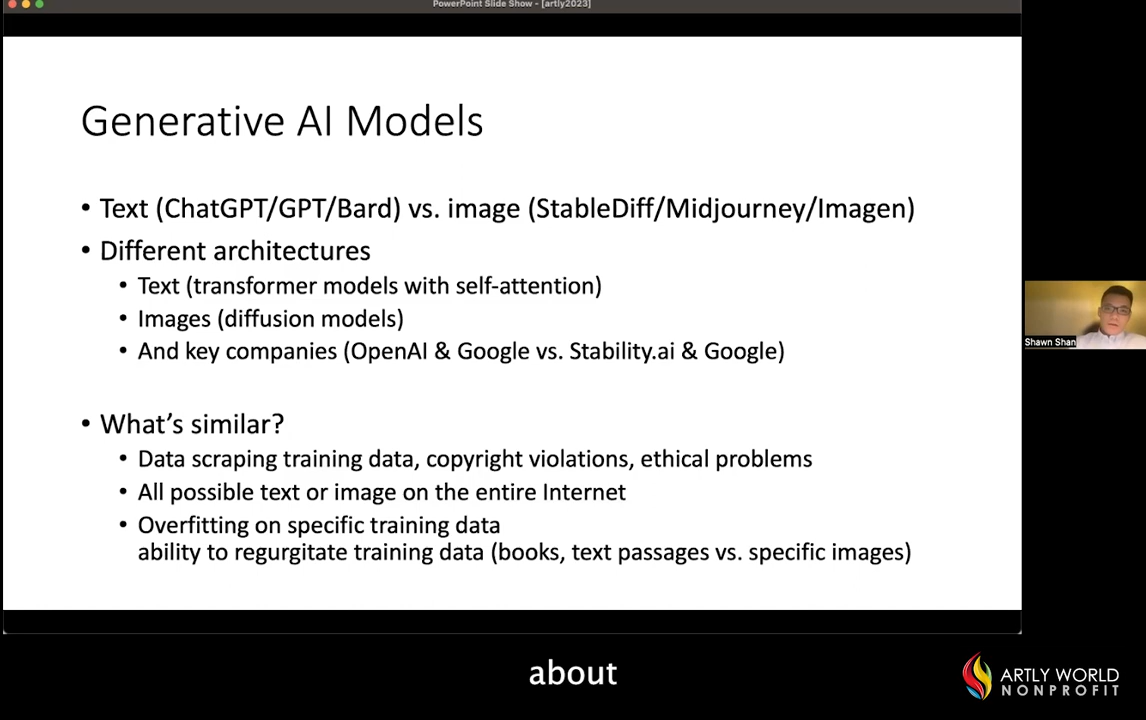 PowerPoint Slide Show - [artly2023]
Generative AI Models
• Text (ChatGPT/GPT/Bard) vs. image (StableDiff/Midjourney/Imagen)
• Different architectures
• Text (transformer models with self-attention)
• Images (diffusion models)
• And key companies (OpenAI & Google vs. Stability.ai & Google)
• What's similar?
• Data scraping training data, copyright violations, ethical problems
• All possible text or image on the entire Internet
• Overfitting on specific training data
ability to regurgitate training data (books, text passages vs. specific images)
Shawn Shan
about
ARTLY WORLD
NONPROFIT